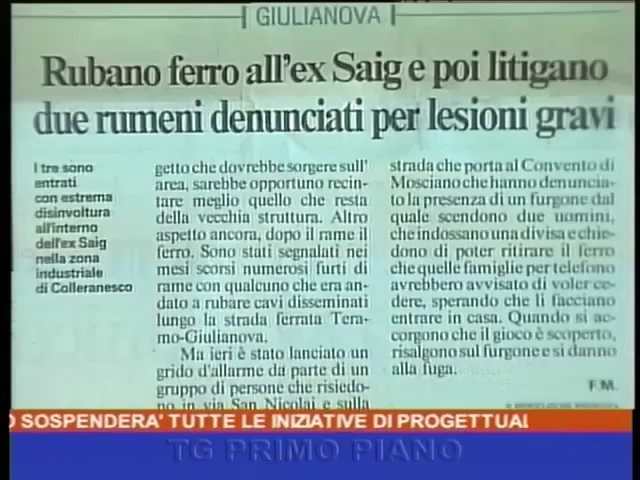 GIULIANOVA
Rubano ferro all'ex Saig e poi litigano
due rumeni denunciati per lesioni gravi
I tre sono
entrati
con estrema
disinvoltura
all'interno
dell'ex Saig
nella zona
industriale
di Colleranesco
getto che dovrebbe sorgere sull'
area, sarebbe opportuno recin-
tare meglio quello che resta
della vecchia struttura. Altro
aspetto ancora, dopo il rame il
ferro. Sono stati segnalati nei
mesi scorsi numerosi furti di
rame con qualcuno che era an-
dato a rubare cavi disseminati
lungo la strada ferrata Tera-
mo-Giulianova.
Ma ieri è stato lanciato un
grido d'allarme da parte di un
gruppo di persone che risiedo-
no in via San Nicolai e sulla
strada che porta al Convento di
Mosciano che hanno denuncia-
to la presenza di un furgone dal
quale scendono due uomini,
che indossano una divisa e chie-
dono di poter ritirare il ferro
che quelle famiglie per telefono
avrebbero avvisato di voler ce-
dere, sperando che li facciano
entrare in casa. Quando si ac-
corgono che il gioco è scoperto,
risalgono sul furgone e si danno
alla fuga.
F.M.
O SOSPENDERA' TUTTE LE INIZIATIVE DI PROGETTUAL
TG PRIMO PIANO